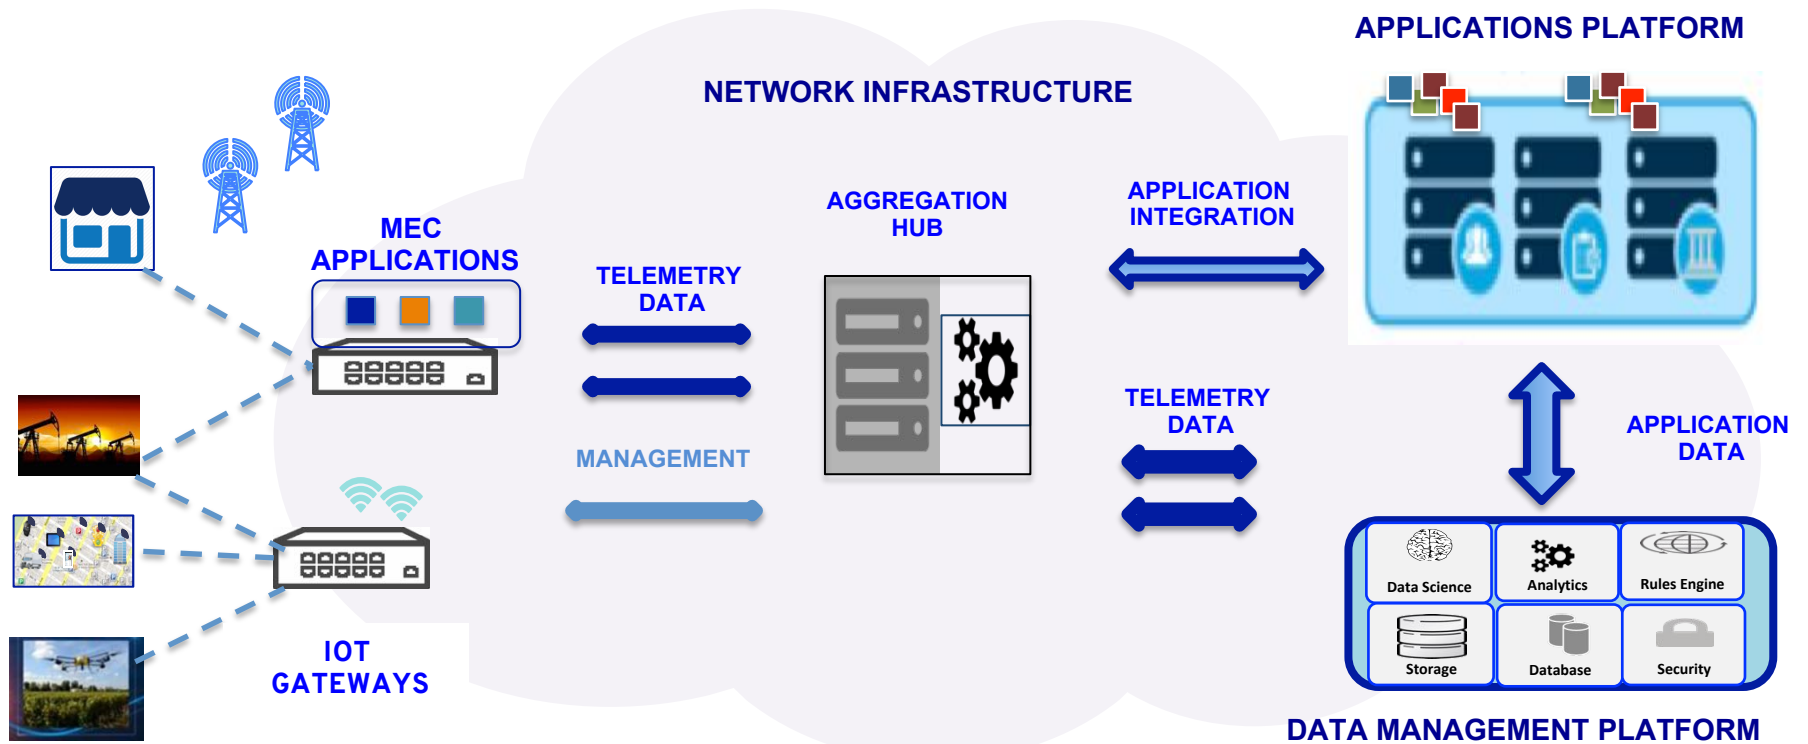 APPLICATIONS PLATFORM
NETWORK INFRASTRUCTURE
MEC
APPLICATIONS
TELEMETRY
DATA
AGGREGATION
HUB
APPLICATION
INTEGRATION
MANAGEMENT
TELEMETRY
DATA
APPLICATION
DATA
IOT
GATEWAYS
Data Science
Analytics
Rules Engine
Storage
Database
Security
DATA MANAGEMENT PLATFORM